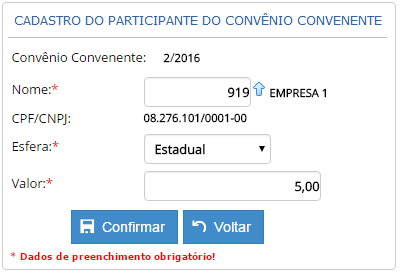 CADASTRO DO PARTICIPANTE DO CONVÊNIO CONVENENTE
Convênio Convenente: 2/2016
Nome:* 919 EMPRESA 1
CPF/CNPJ: 08.276.101/0001-00
Esfera:* Estadual
Valor:* 5,00
Confirmar Voltar
* Dados de preenchimento obrigatório!